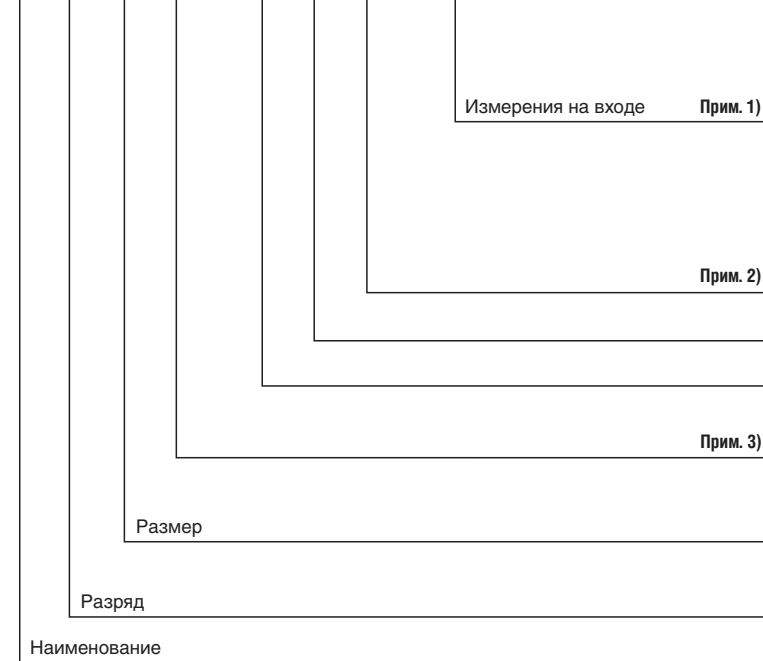 Измерения на входе Прим. 1)
Прим. 2)
Прим. 3)
Размер
Разряд
Наименование